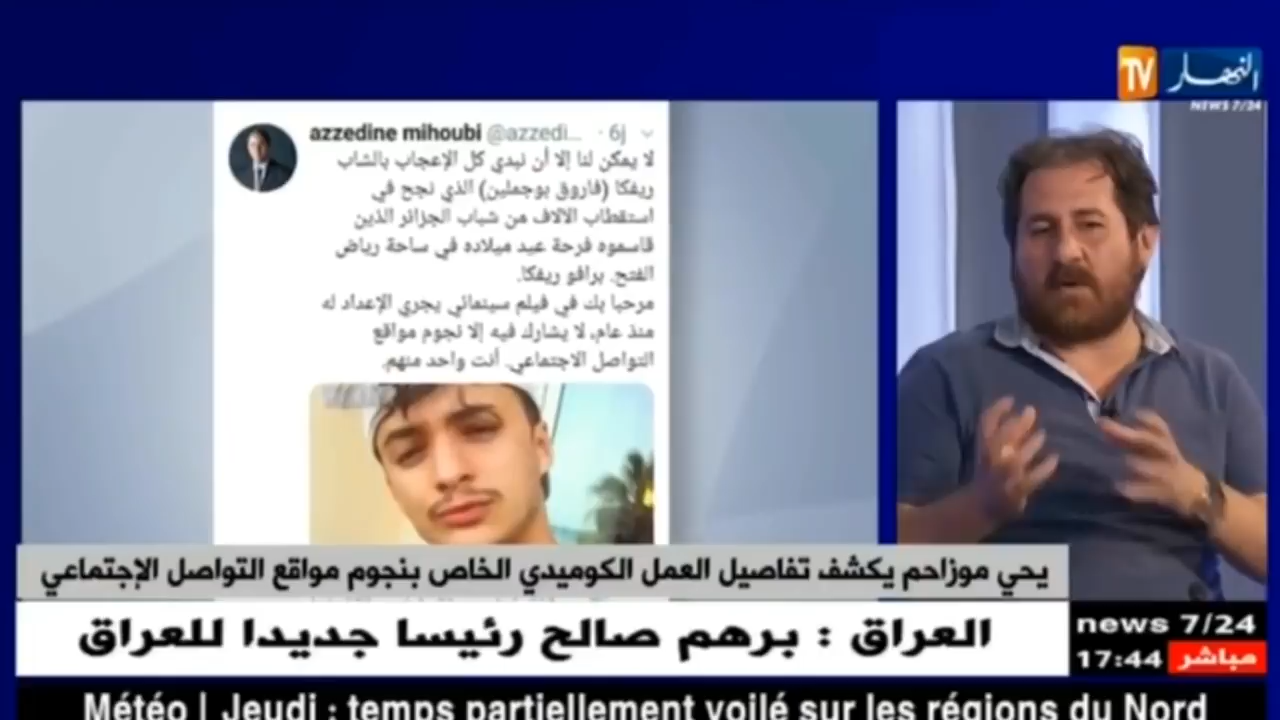 TV النهار
NEWS 7/24
azzedine mihoubi @azzedi... · 6j
لا يمكن لنا إلا أن نبدي كل الإعجاب بالشاب
ريفكا (فاروق بوجملين) الذي نجح في
استقطاب الالاف من شباب الجزائر الذين
قاسموه فرحة عيد ميلاده في ساحة رياض
الفتح. برافو ريفكا.
مرحبا بك في فيلم سينمائي يجري الإعداد له
منذ عام، لا يشارك فيه إلا نجوم مواقع
التواصل الاجتماعي. أنت واحد منهم.
يحي موزاحم يكشف تفاصيل العمل الكوميدي الخاص بنجوم مواقع التواصل الإجتماعي
العراق : برهم صالح رئيسا جديدا للعراق
news 7/24
17:44 مباشر
Météo | Jeudi : temps partiellement voilé sur les régions du Nord